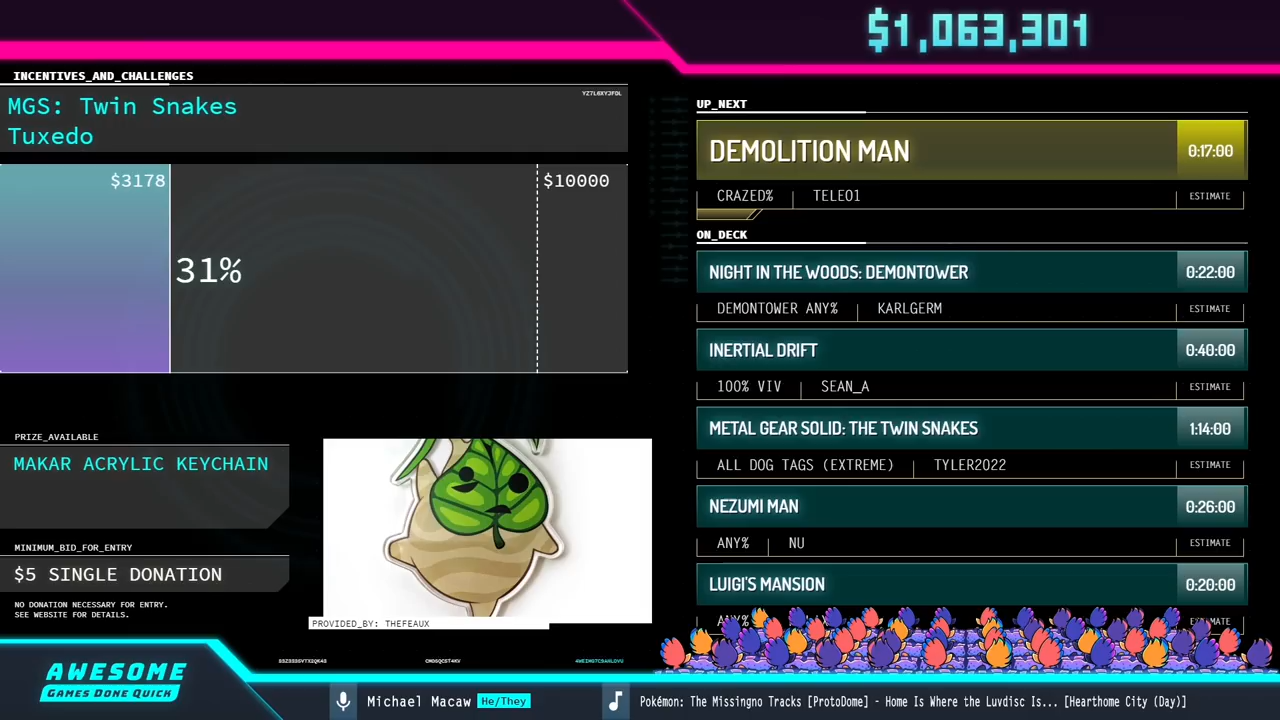 $1,063,301
INCENTIVES_AND_CHALLENGES
MGS: Twin Snakes
Tuxedo
$3178
$10000
31%
PRIZE_AVAILABLE
MAKAR ACRYLIC KEYCHAIN
MINIMUM_BID_FOR_ENTRY
$5 SINGLE DONATION
NO DONATION NECESSARY FOR ENTRY.
SEE WEBSITE FOR DETAILS.
PROVIDED_BY: THEFEAUX
UP_NEXT
DEMOLITION MAN 0:17:00
CRAZED% TELEO1 ESTIMATE
ON_DECK
NIGHT IN THE WOODS: DEMONTOWER 0:22:00
DEMONTOWER ANY% KARLGERM ESTIMATE
INERTIAL DRIFT 0:40:00
100% VIV SEAN_A ESTIMATE
METAL GEAR SOLID: THE TWIN SNAKES 1:14:00
ALL DOG TAGS (EXTREME) TYLER2022 ESTIMATE
NEZUMI MAN 0:26:00
ANY% NU ESTIMATE
LUIGI'S MANSION 0:20:00
AWESOME
GAMES DONE QUICK
Michael Macaw He/They
Pokémon: The Missingno Tracks [ProtoDome] - Home Is Where the Luvdisc Is... [Hearthome City (Day)]